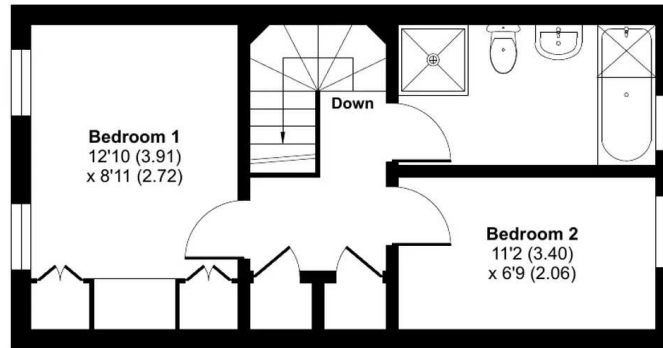 Down
Bedroom 1
12'10 (3.91)
x 8'11 (2.72)
Bedroom 2
11'2 (3.40)
x 6'9 (2.06)